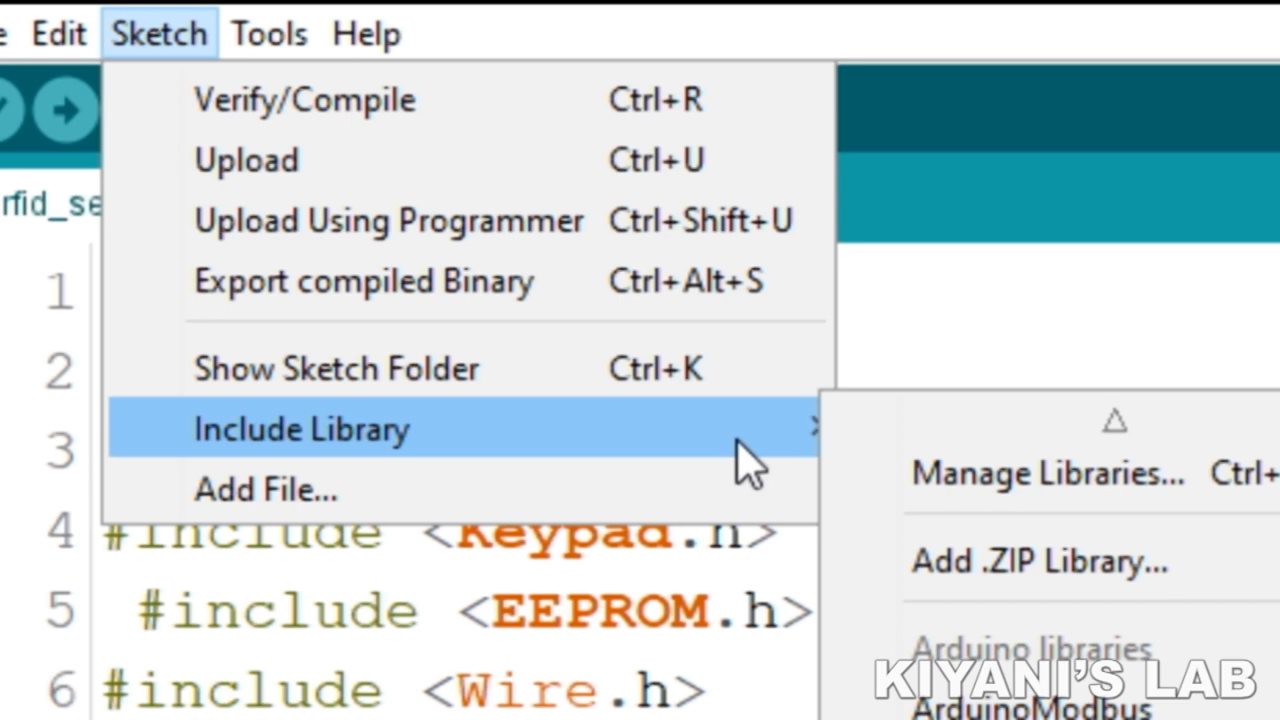 Edit Sketch Tools Help
Verify/Compile Ctrl+R
Upload Ctrl+U
rfid_se
Upload Using Programmer Ctrl+Shift+U
Export compiled Binary Ctrl+Alt+S
1
2
Show Sketch Folder Ctrl+K
3
Include Library
Manage Libraries... Ctrl+
Add File...
4 #include <Keypad.h>
Add .ZIP Library...
5 #include <EEPROM.h>
Arduino libraries
6 #include <Wire.h>
KIYANI'S LAB
ArduinoModbus